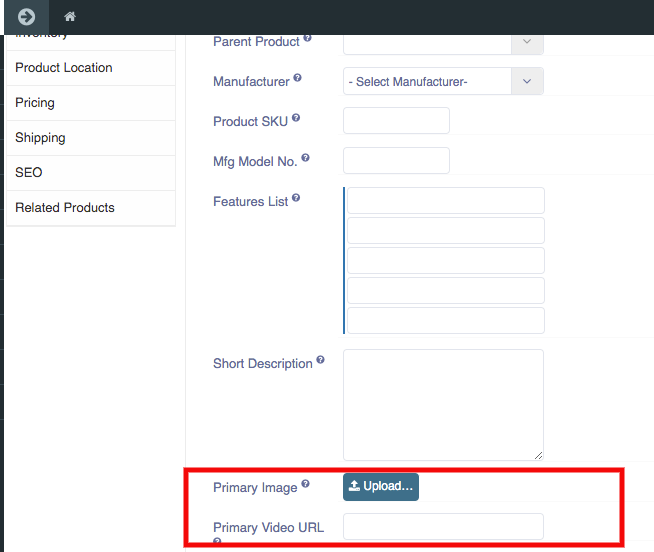 Inventory
Parent Product ?
Product Location
Manufacturer ? - Select Manufacturer-
Pricing
Product SKU ?
Shipping
Mfg Model No. ?
SEO
Features List ?
Related Products
Short Description ?
Primary Image ? Upload...
Primary Video URL
?